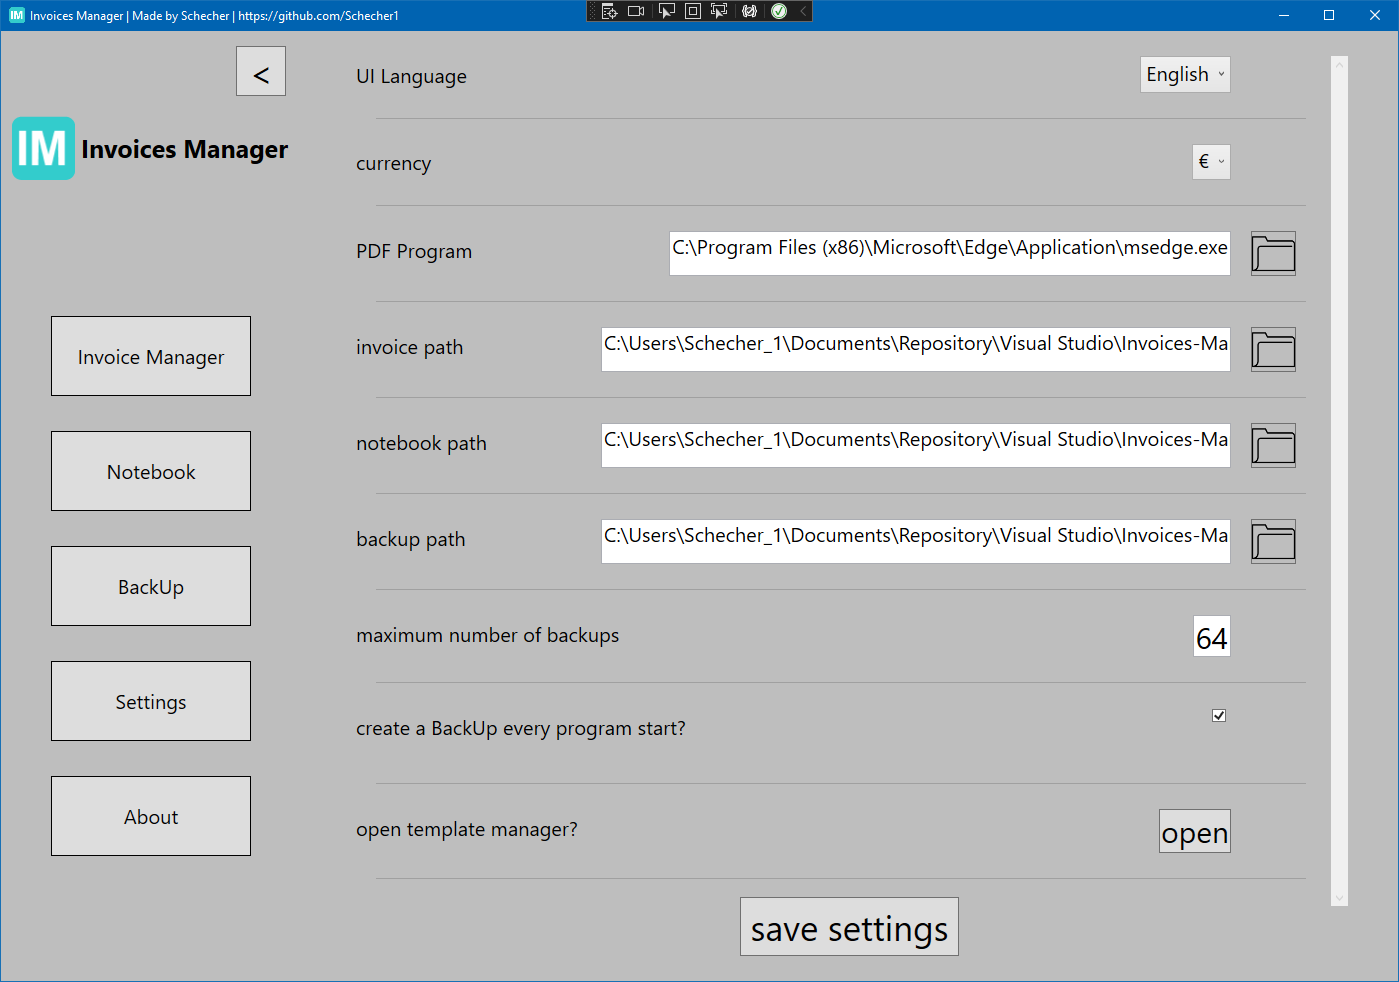 Invoices Manager | Made by Schecher | https://github.com/Schecher1
<
IM Invoices Manager
Invoice Manager
Notebook
BackUp
Settings
About
UI Language English
currency €
PDF Program C:\Program Files (x86)\Microsoft\Edge\Application\msedge.exe
invoice path C:\Users\Schecher_1\Documents\Repository\Visual Studio\Invoices-Ma
notebook path C:\Users\Schecher_1\Documents\Repository\Visual Studio\Invoices-Ma
backup path C:\Users\Schecher_1\Documents\Repository\Visual Studio\Invoices-Ma
maximum number of backups 64
create a BackUp every program start?
open template manager? open
save settings